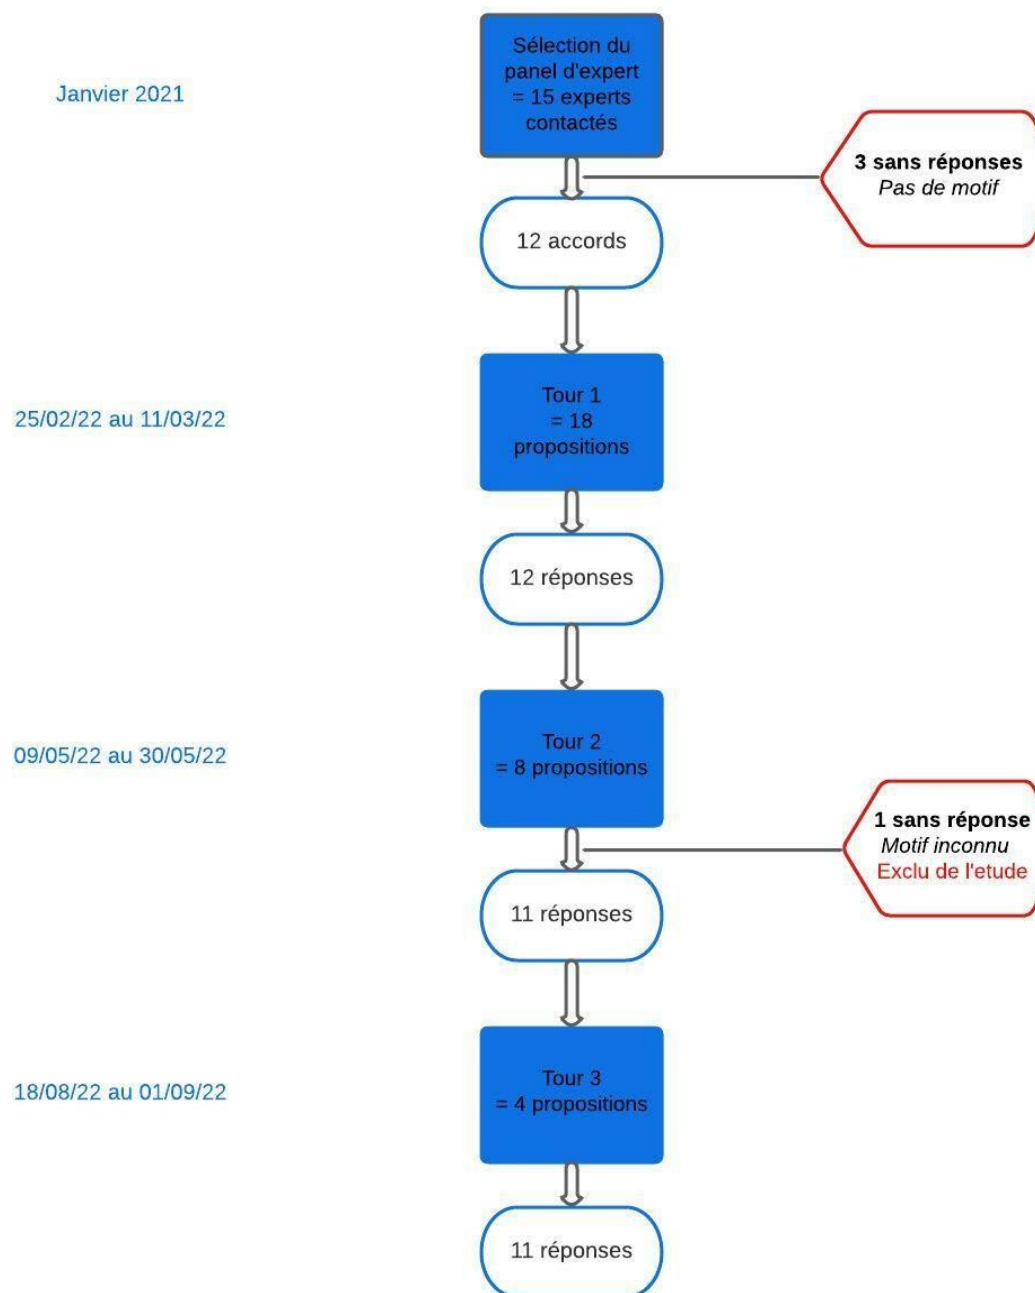 Janvier 2021
Sélection du
panel d'expert
= 15 experts
contactés
3 sans réponses
Pas de motif
12 accords
25/02/22 au 11/03/22
Tour 1
= 18
propositions
12 réponses
09/05/22 au 30/05/22
Tour 2
= 8 propositions
1 sans réponse
Motif inconnu
Exclu de l'etude
11 réponses
18/08/22 au 01/09/22
Tour 3
= 4 propositions
11 réponses